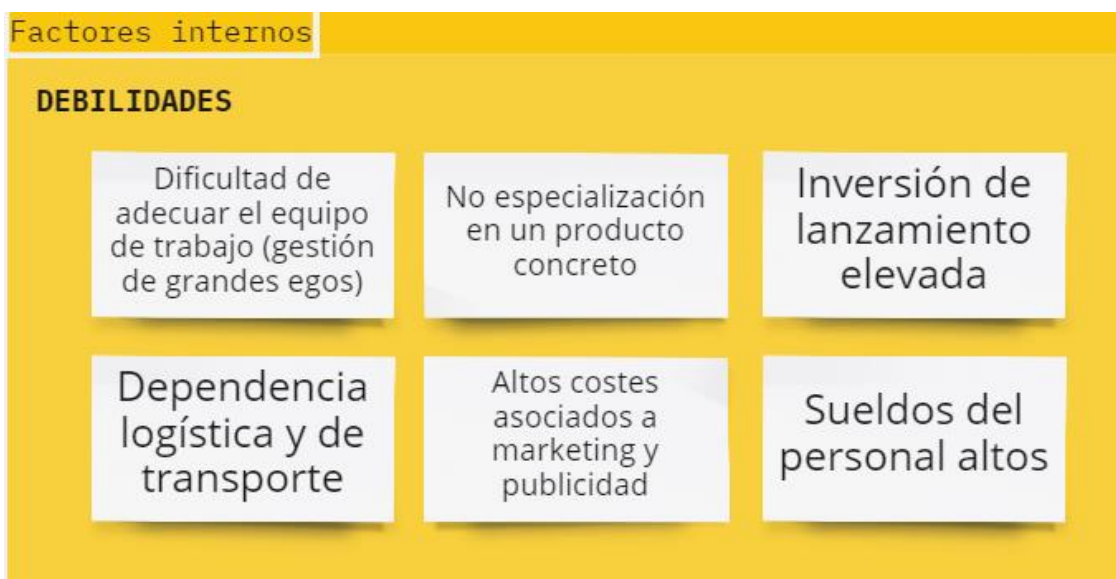 Factores internos
DEBILIDADES
Dificultad de
adecuar el equipo
de trabajo (gestión
de grandes egos)
No especialización
en un producto
concreto
Inversión de
lanzamiento
elevada
Dependencia
logística y de
transporte
Altos costes
asociados a
marketing y
publicidad
Sueldos del
personal altos